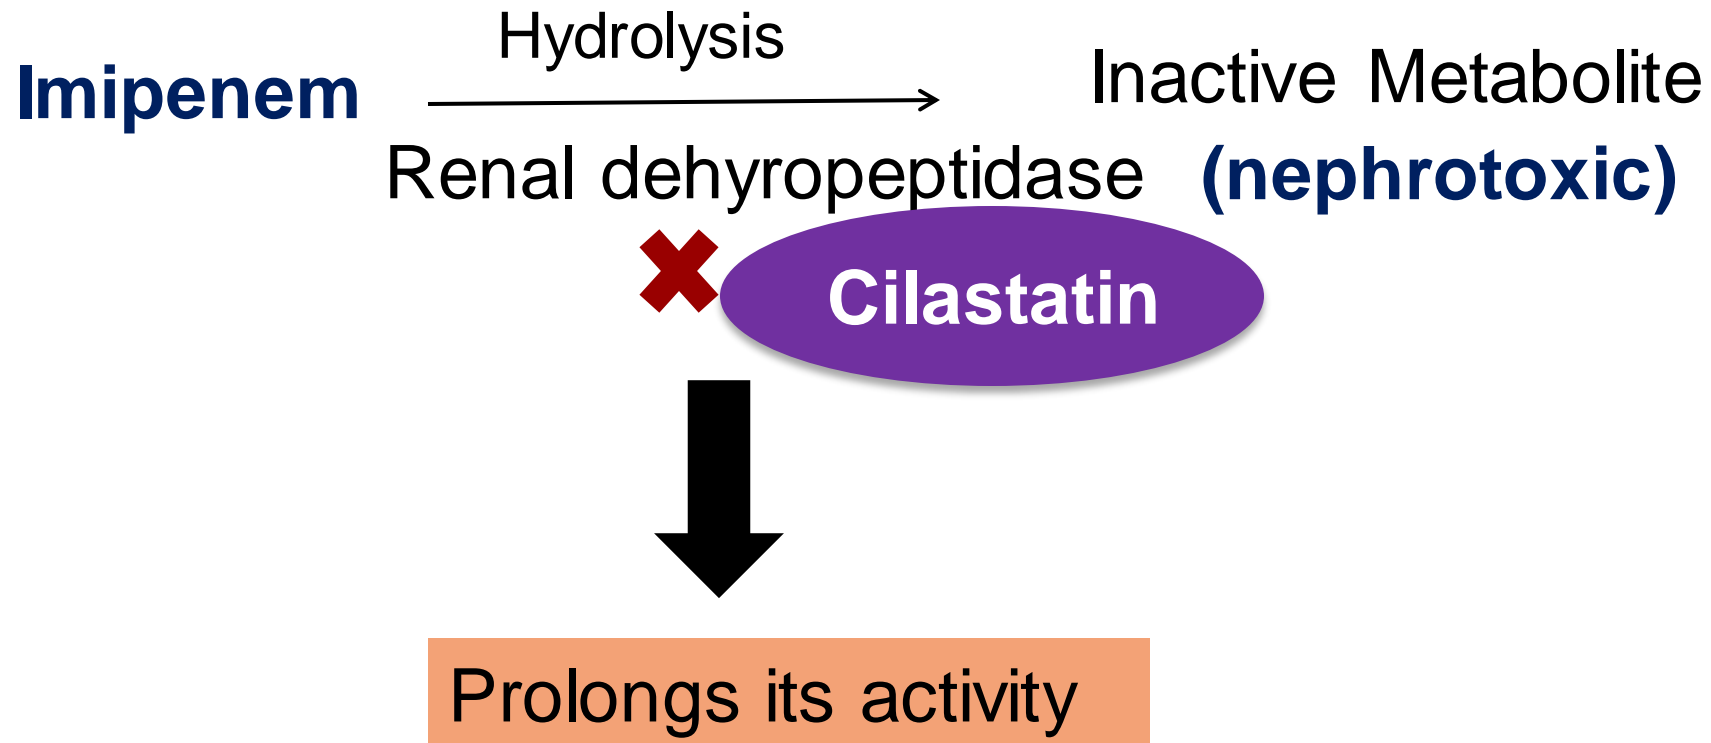 Hydrolysis
Imipenem
Inactive Metabolite
Renal dehyropeptidase
(nephrotoxic)
Cilastatin
Prolongs its activity